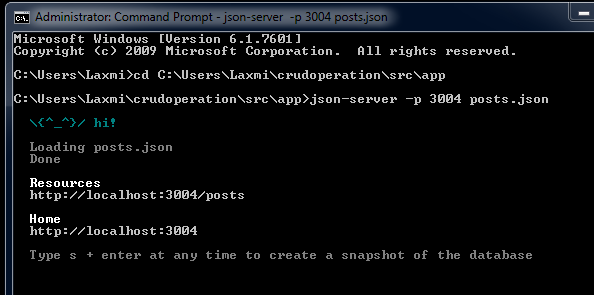 Administrator: Command Prompt - json-server -p 3004 posts.json
Microsoft Windows [Version 6.1.7601]
Copyright (c) 2009 Microsoft Corporation.  All rights reserved.
C:\Users\Laxmi>cd C:\Users\Laxmi\crudoperation\src\app
C:\Users\Laxmi\crudoperation\src\app>json-server -p 3004 posts.json
\{^_^}/ hi!
Loading posts.json
Done
Resources
http://localhost:3004/posts
Home
http://localhost:3004
Type s + enter at any time to create a snapshot of the database